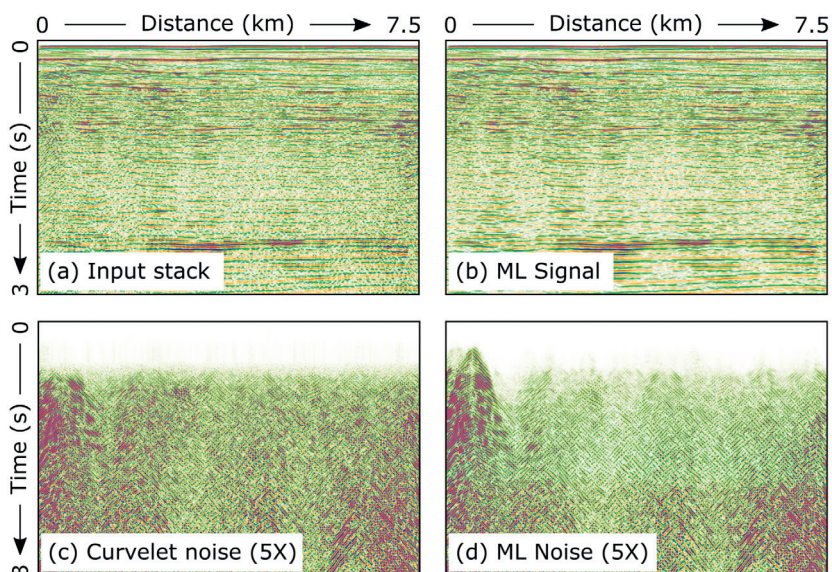 0 Distance (km) 7.5 0 Distance (km) 7.5
0
Time (s)
3
(a) Input stack (b) ML Signal
0
Time (s)
3
(c) Curvelet noise (5X) (d) ML Noise (5X)